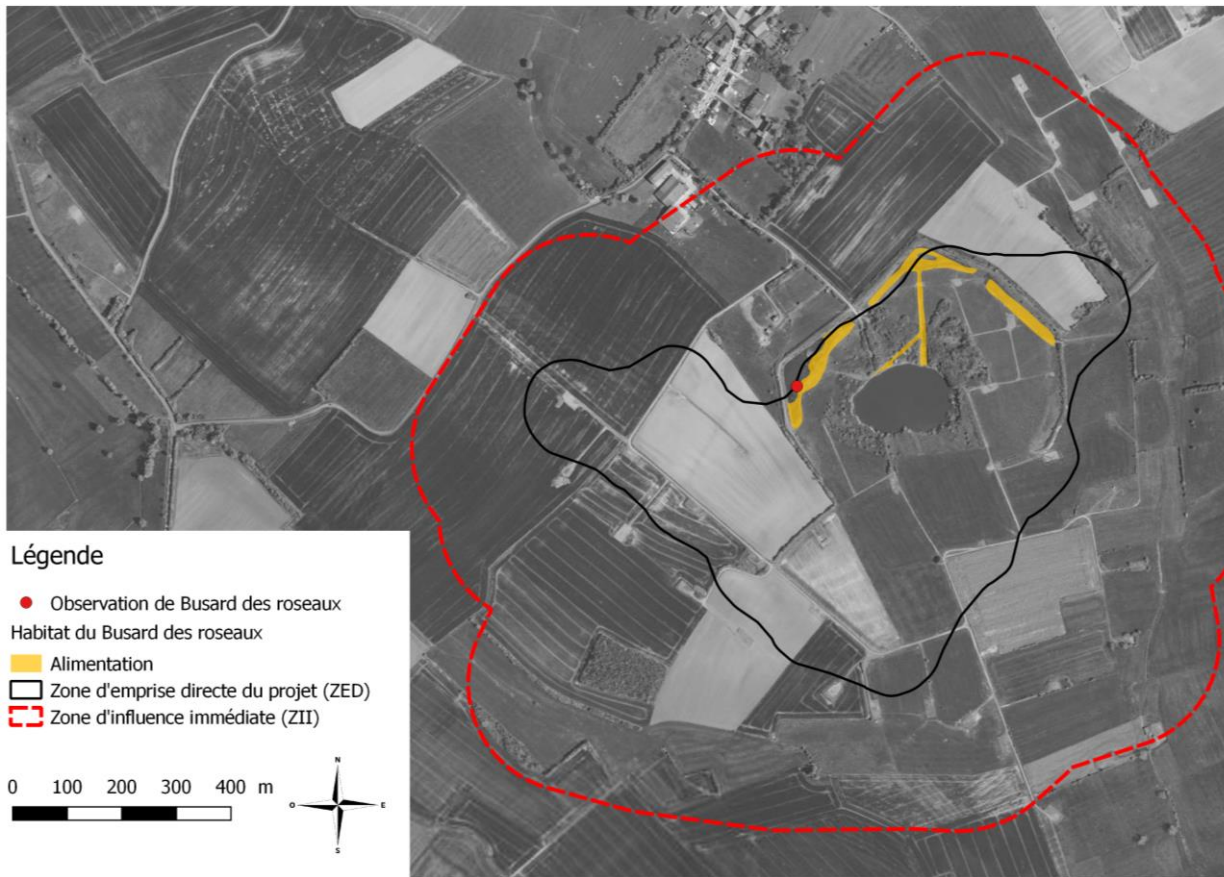 Légende
Observation de Busard des roseaux
Habitat du Busard des roseaux
Alimentation
Zone d'emprise directe du projet (ZED)
Zone d'influence immédiate (ZII)
0 100 200 300 400 m
N
O E
S